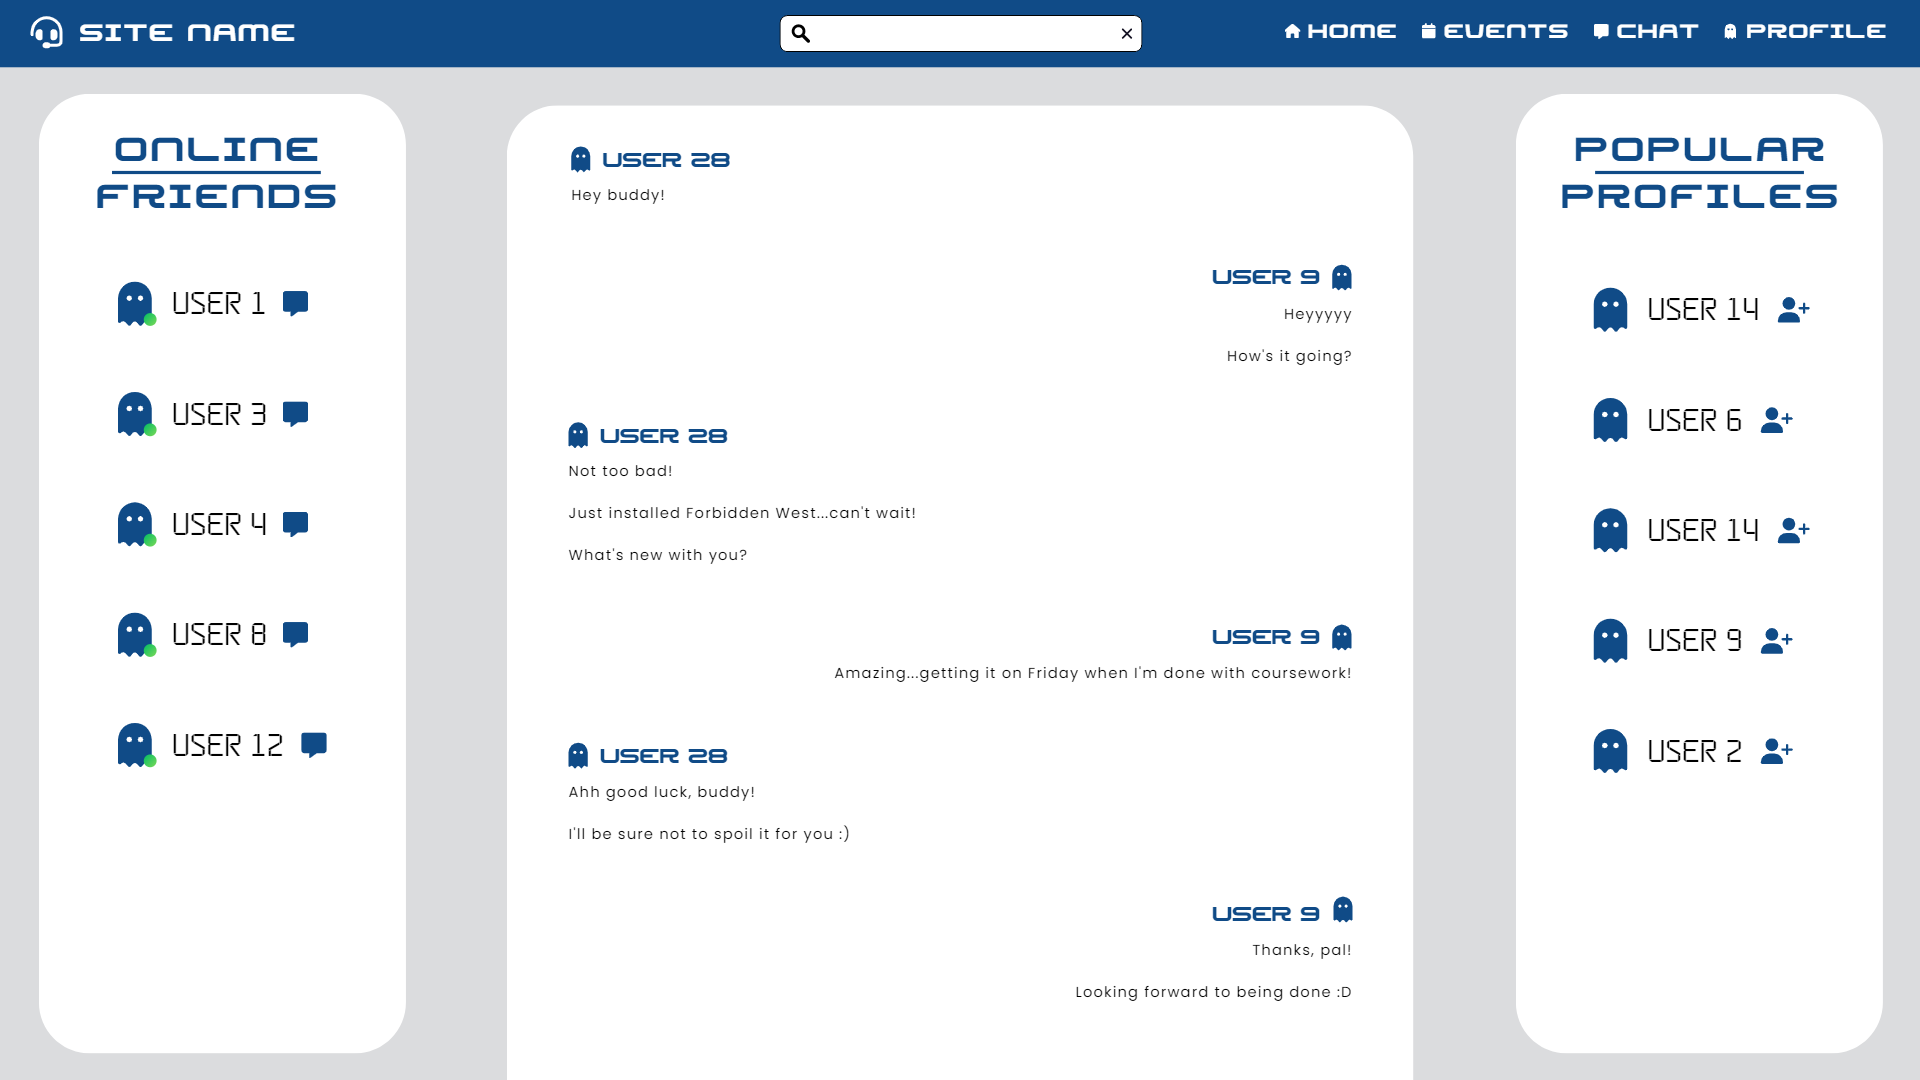 SITE NAME
HOME
EVENTS
CHAT
PROFILE
ONLINE
FRIENDS
USER 1
USER 3
USER 4
USER 8
USER 12
USER 28
Hey buddy!
USER 9
Heyyyyy
How's it going?
USER 28
Not too bad!
Just installed Forbidden West...can't wait!
What's new with you?
USER 9
Amazing...getting it on Friday when I'm done with coursework!
USER 28
Ahh good luck, buddy!
I'll be sure not to spoil it for you :)
USER 9
Thanks, pal!
Looking forward to being done :D
POPULAR
PROFILES
USER 14
USER 6
USER 14
USER 9
USER 2